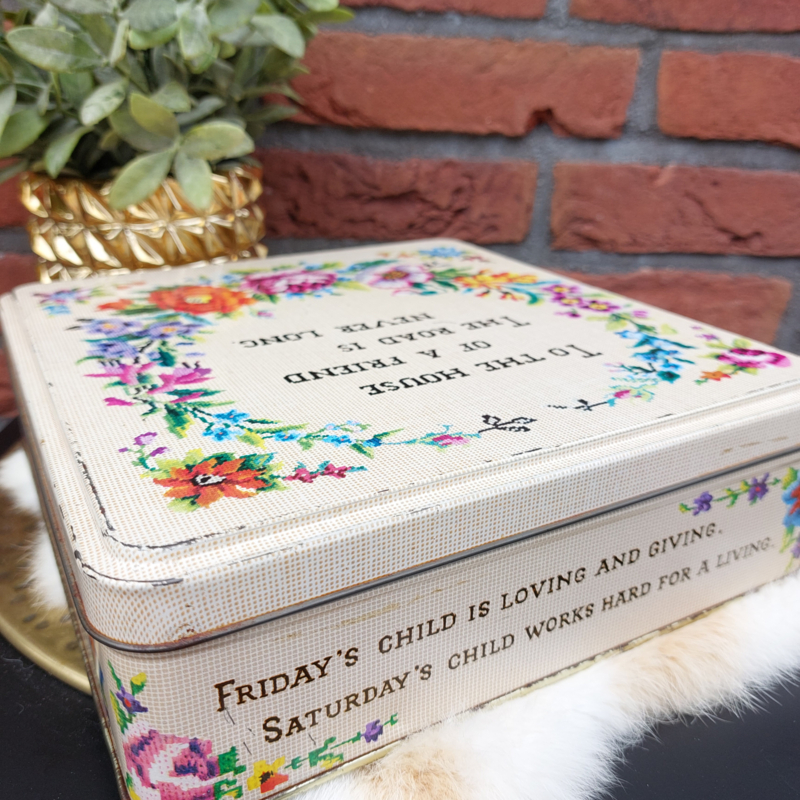 TO THE HOUSE
OF A FRIEND
THE ROAD IS
NEVER LONG.
FRIDAY'S CHILD IS LOVING AND GIVING.
SATURDAY'S CHILD WORKS HARD FOR A LIVING.